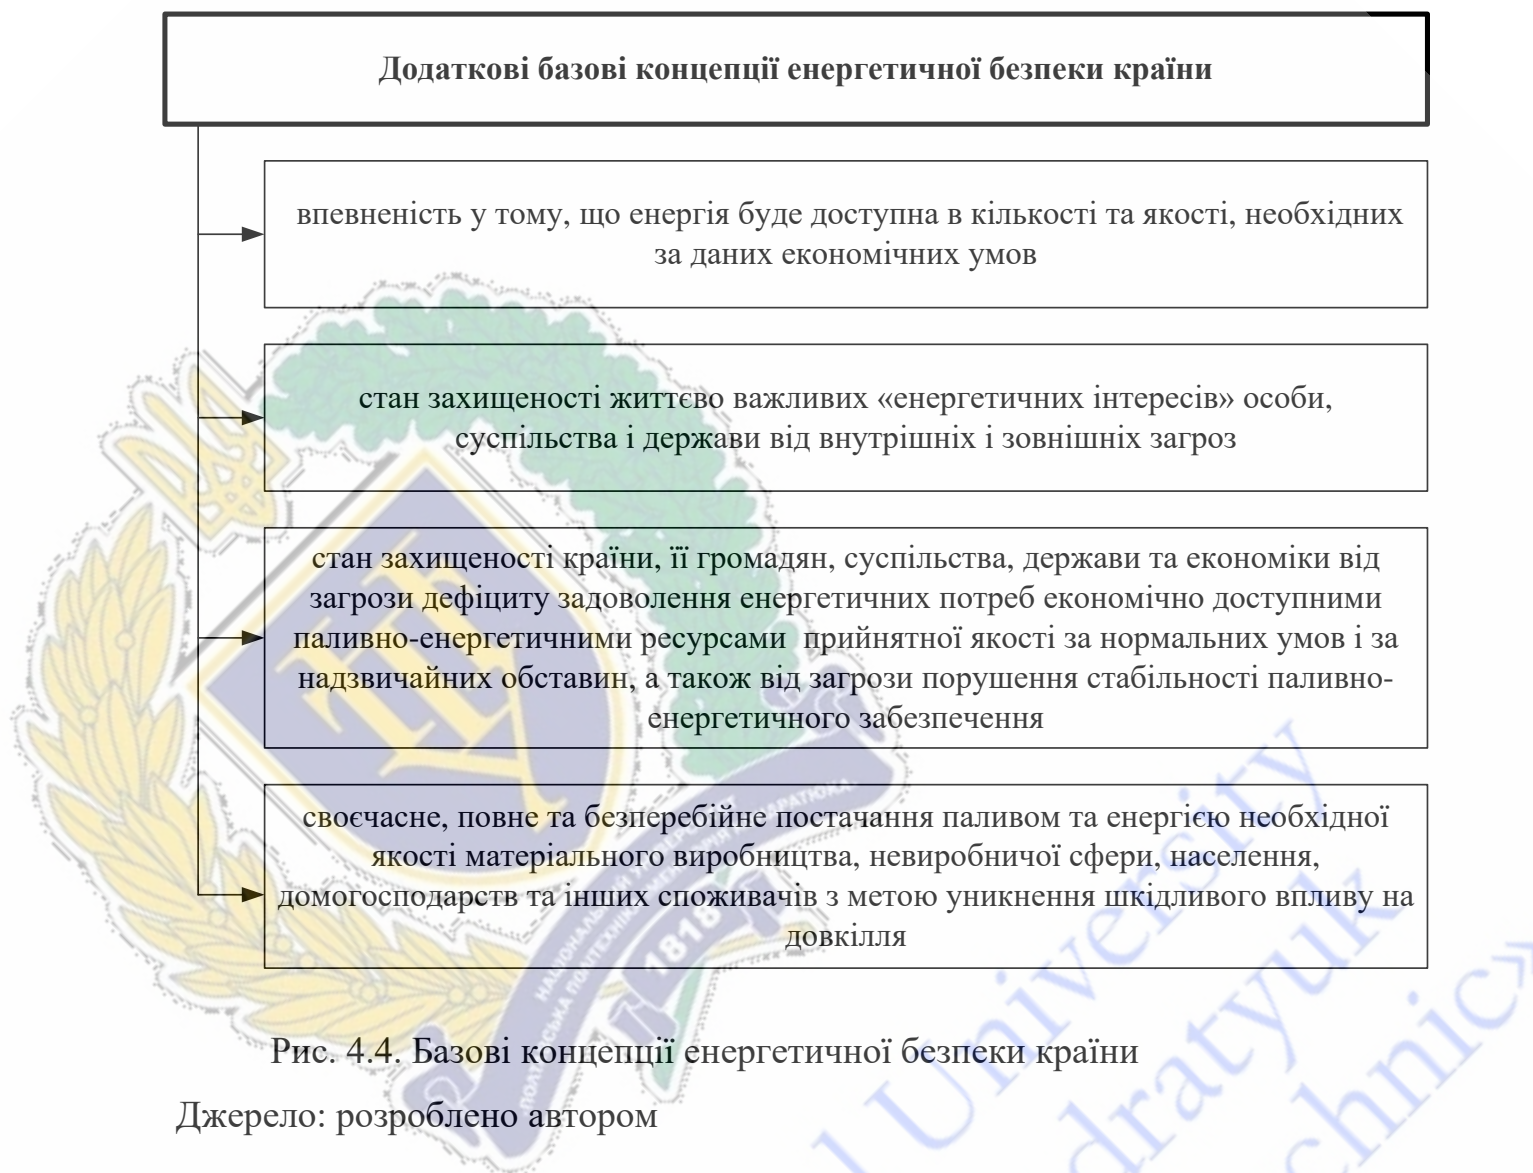 Додаткові базові концепції енергетичної безпеки країни
впевненість у тому, що енергія буде доступна в кількості та якості, необхідних
за даних економічних умов
стан захищеності життєво важливих «енергетичних інтересів» особи,
суспільства і держави від внутрішніх і зовнішніх загроз
стан захищеності країни, її громадян, суспільства, держави та економіки від
загрози дефіциту задоволення енергетичних потреб економічно доступними
паливно-енергетичними ресурсами  прийнятної якості за нормальних умов і за
надзвичайних обставин, а також від загрози порушення стабільності паливно-
енергетичного забезпечення
своєчасне, повне та безперебійне постачання паливом та енергією необхідної
якості матеріального виробництва, невиробничої сфери, населення,
домогосподарств та інших споживачів з метою уникнення шкідливого впливу на
довкілля
1818
Рис. 4.4. Базові концепції енергетичної безпеки країни
Джерело: розроблено автором
University